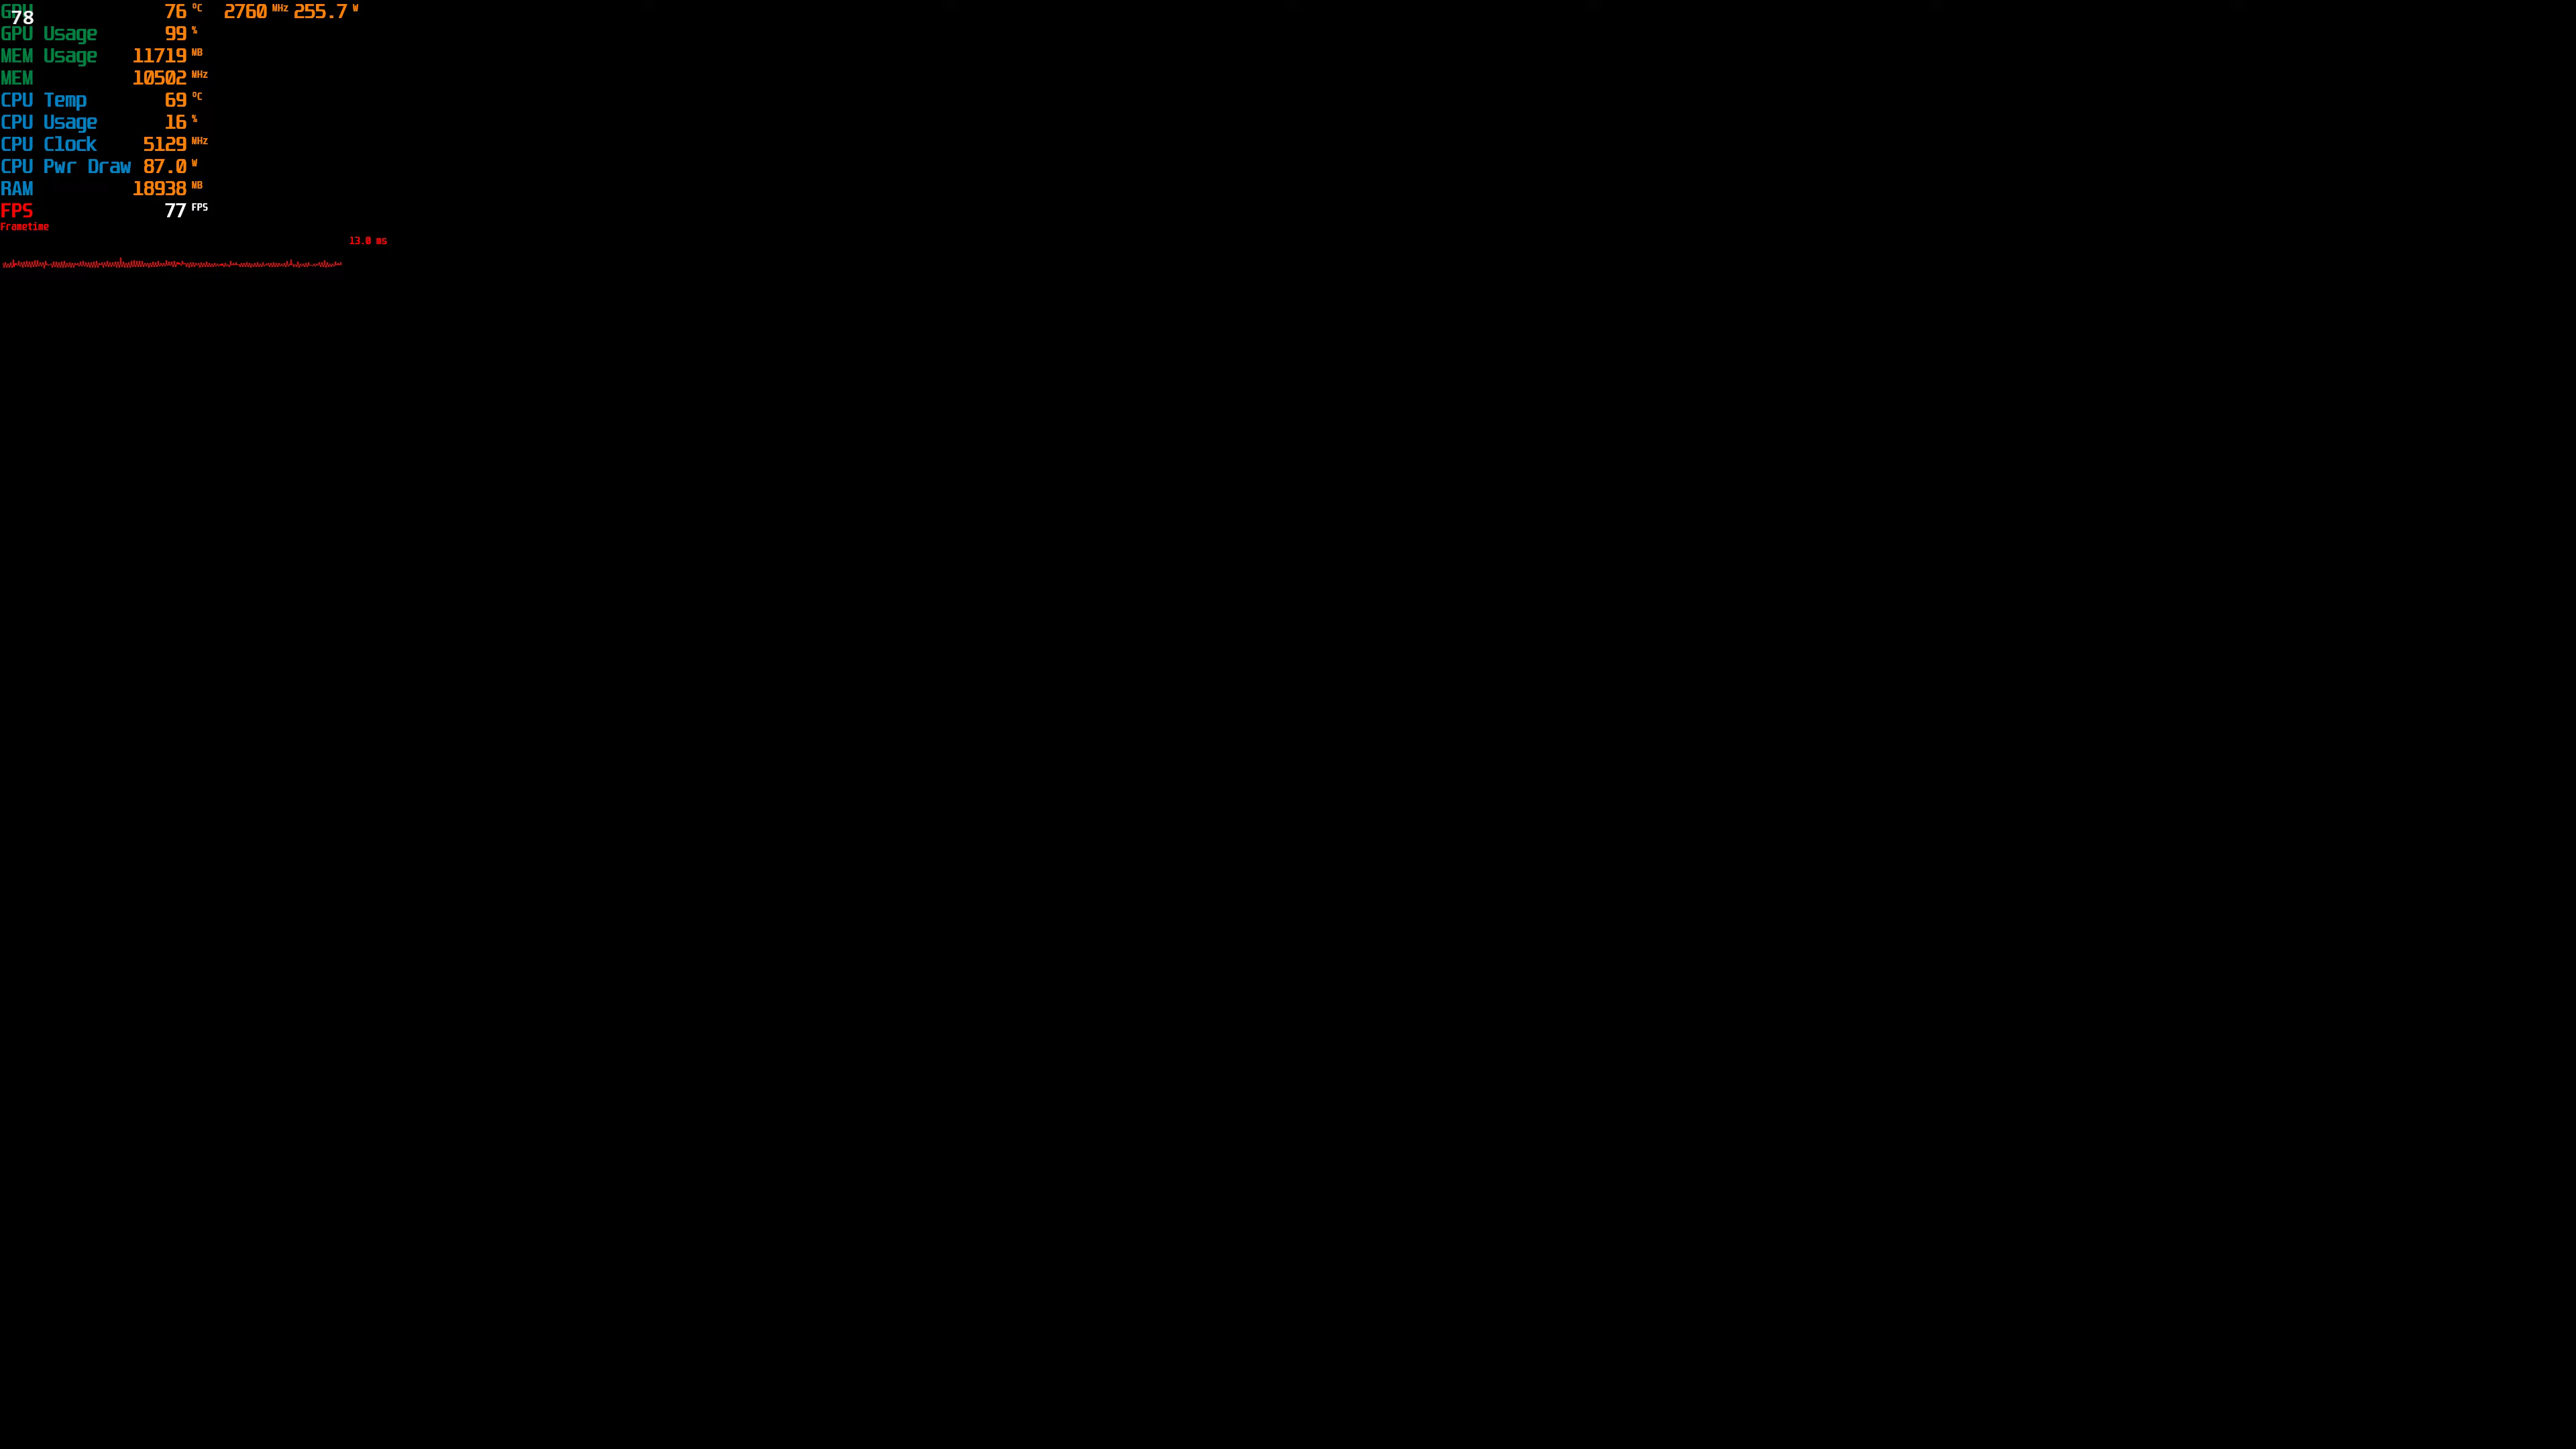 GPU 78 76 °C 2760 MHz 255.7 W
GPU Usage 99 %
MEM Usage 11719 MB
MEM 10502 MHz
CPU Temp 69 °C
CPU Usage 16 %
CPU Clock 5129 MHz
CPU Pwr Draw 87.0 W
RAM 18938 MB
FPS 77 FPS
Frametime
13.0 ms